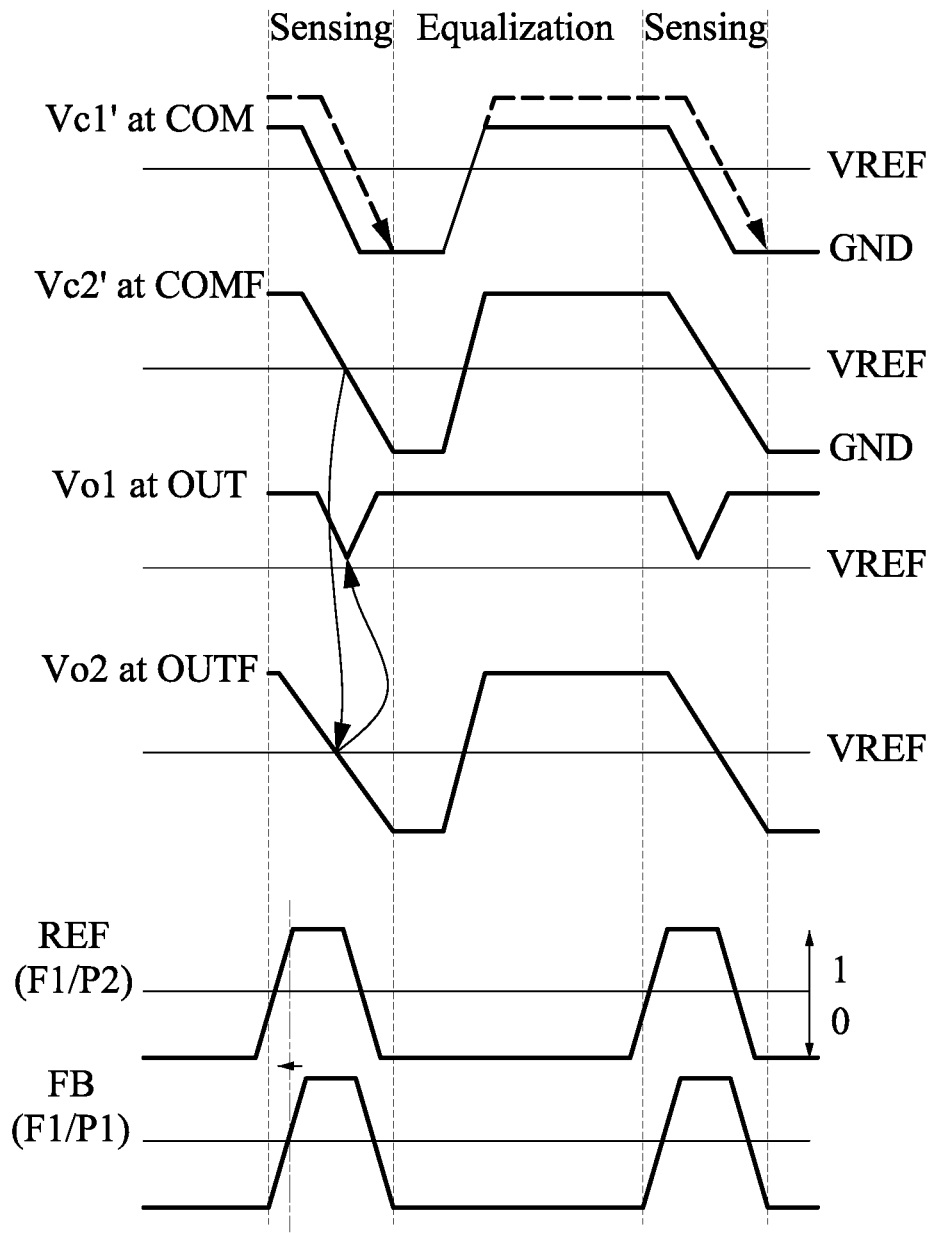 Sensing Equalization Sensing
Vc1' at COM
VREF
GND
Vc2' at COMF
VREF
GND
Vo1 at OUT
VREF
Vo2 at OUTF
VREF
REF
(F1/P2)
1
0
FB
(F1/P1)